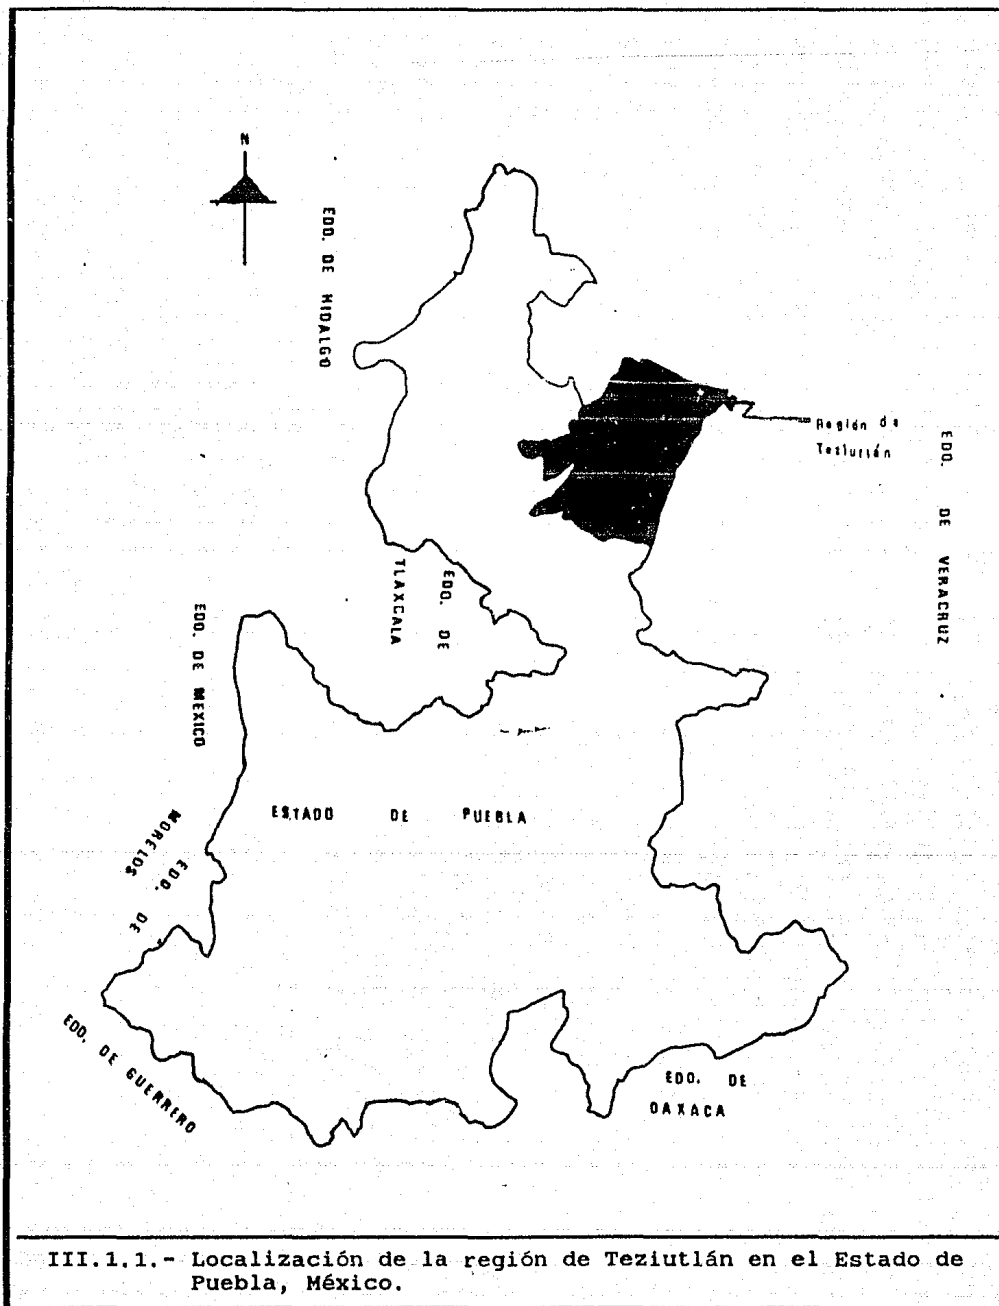 N
EDO. DE HIDALGO
Región de
Teziutlán
EDO. DE VERACRUZ
EDO. DE
TLAXCALA
EDO. DE MEXICO
ESTADO DE PUEBLA
EDO. DE
MORELOS
EDO. DE GUERRERO
EDO. DE
OAXACA
III.1.1.- Localización de la región de Teziutlán en el Estado de
Puebla, México.